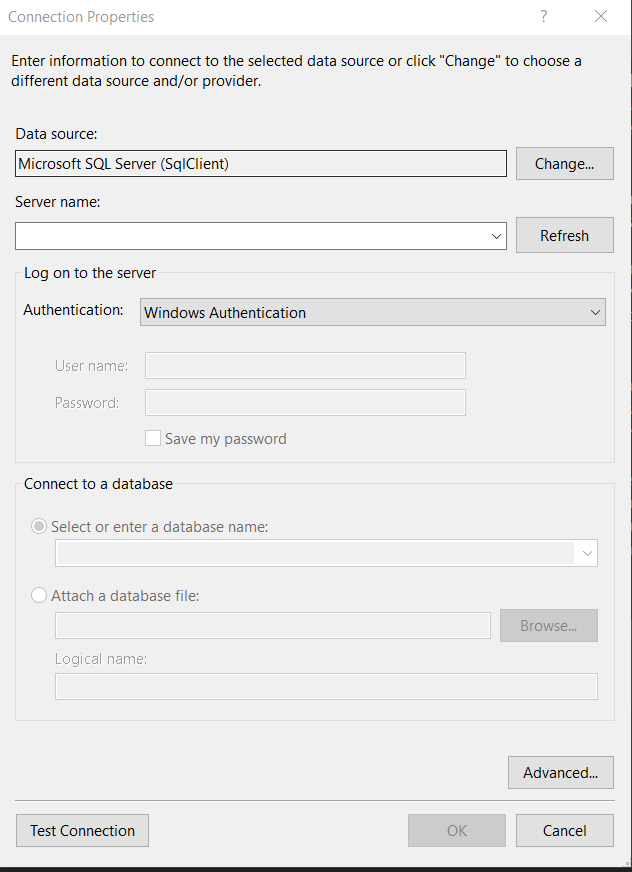 Connection Properties ?
Enter information to connect to the selected data source or click "Change" to choose a
different data source and/or provider.
Data source:
Microsoft SQL Server (SqlClient) Change...
Server name:
Refresh
Log on to the server
Authentication: Windows Authentication
User name:
Password:
Save my password
Connect to a database
Select or enter a database name:
Attach a database file:
Browse...
Logical name:
Advanced...
Test Connection OK Cancel